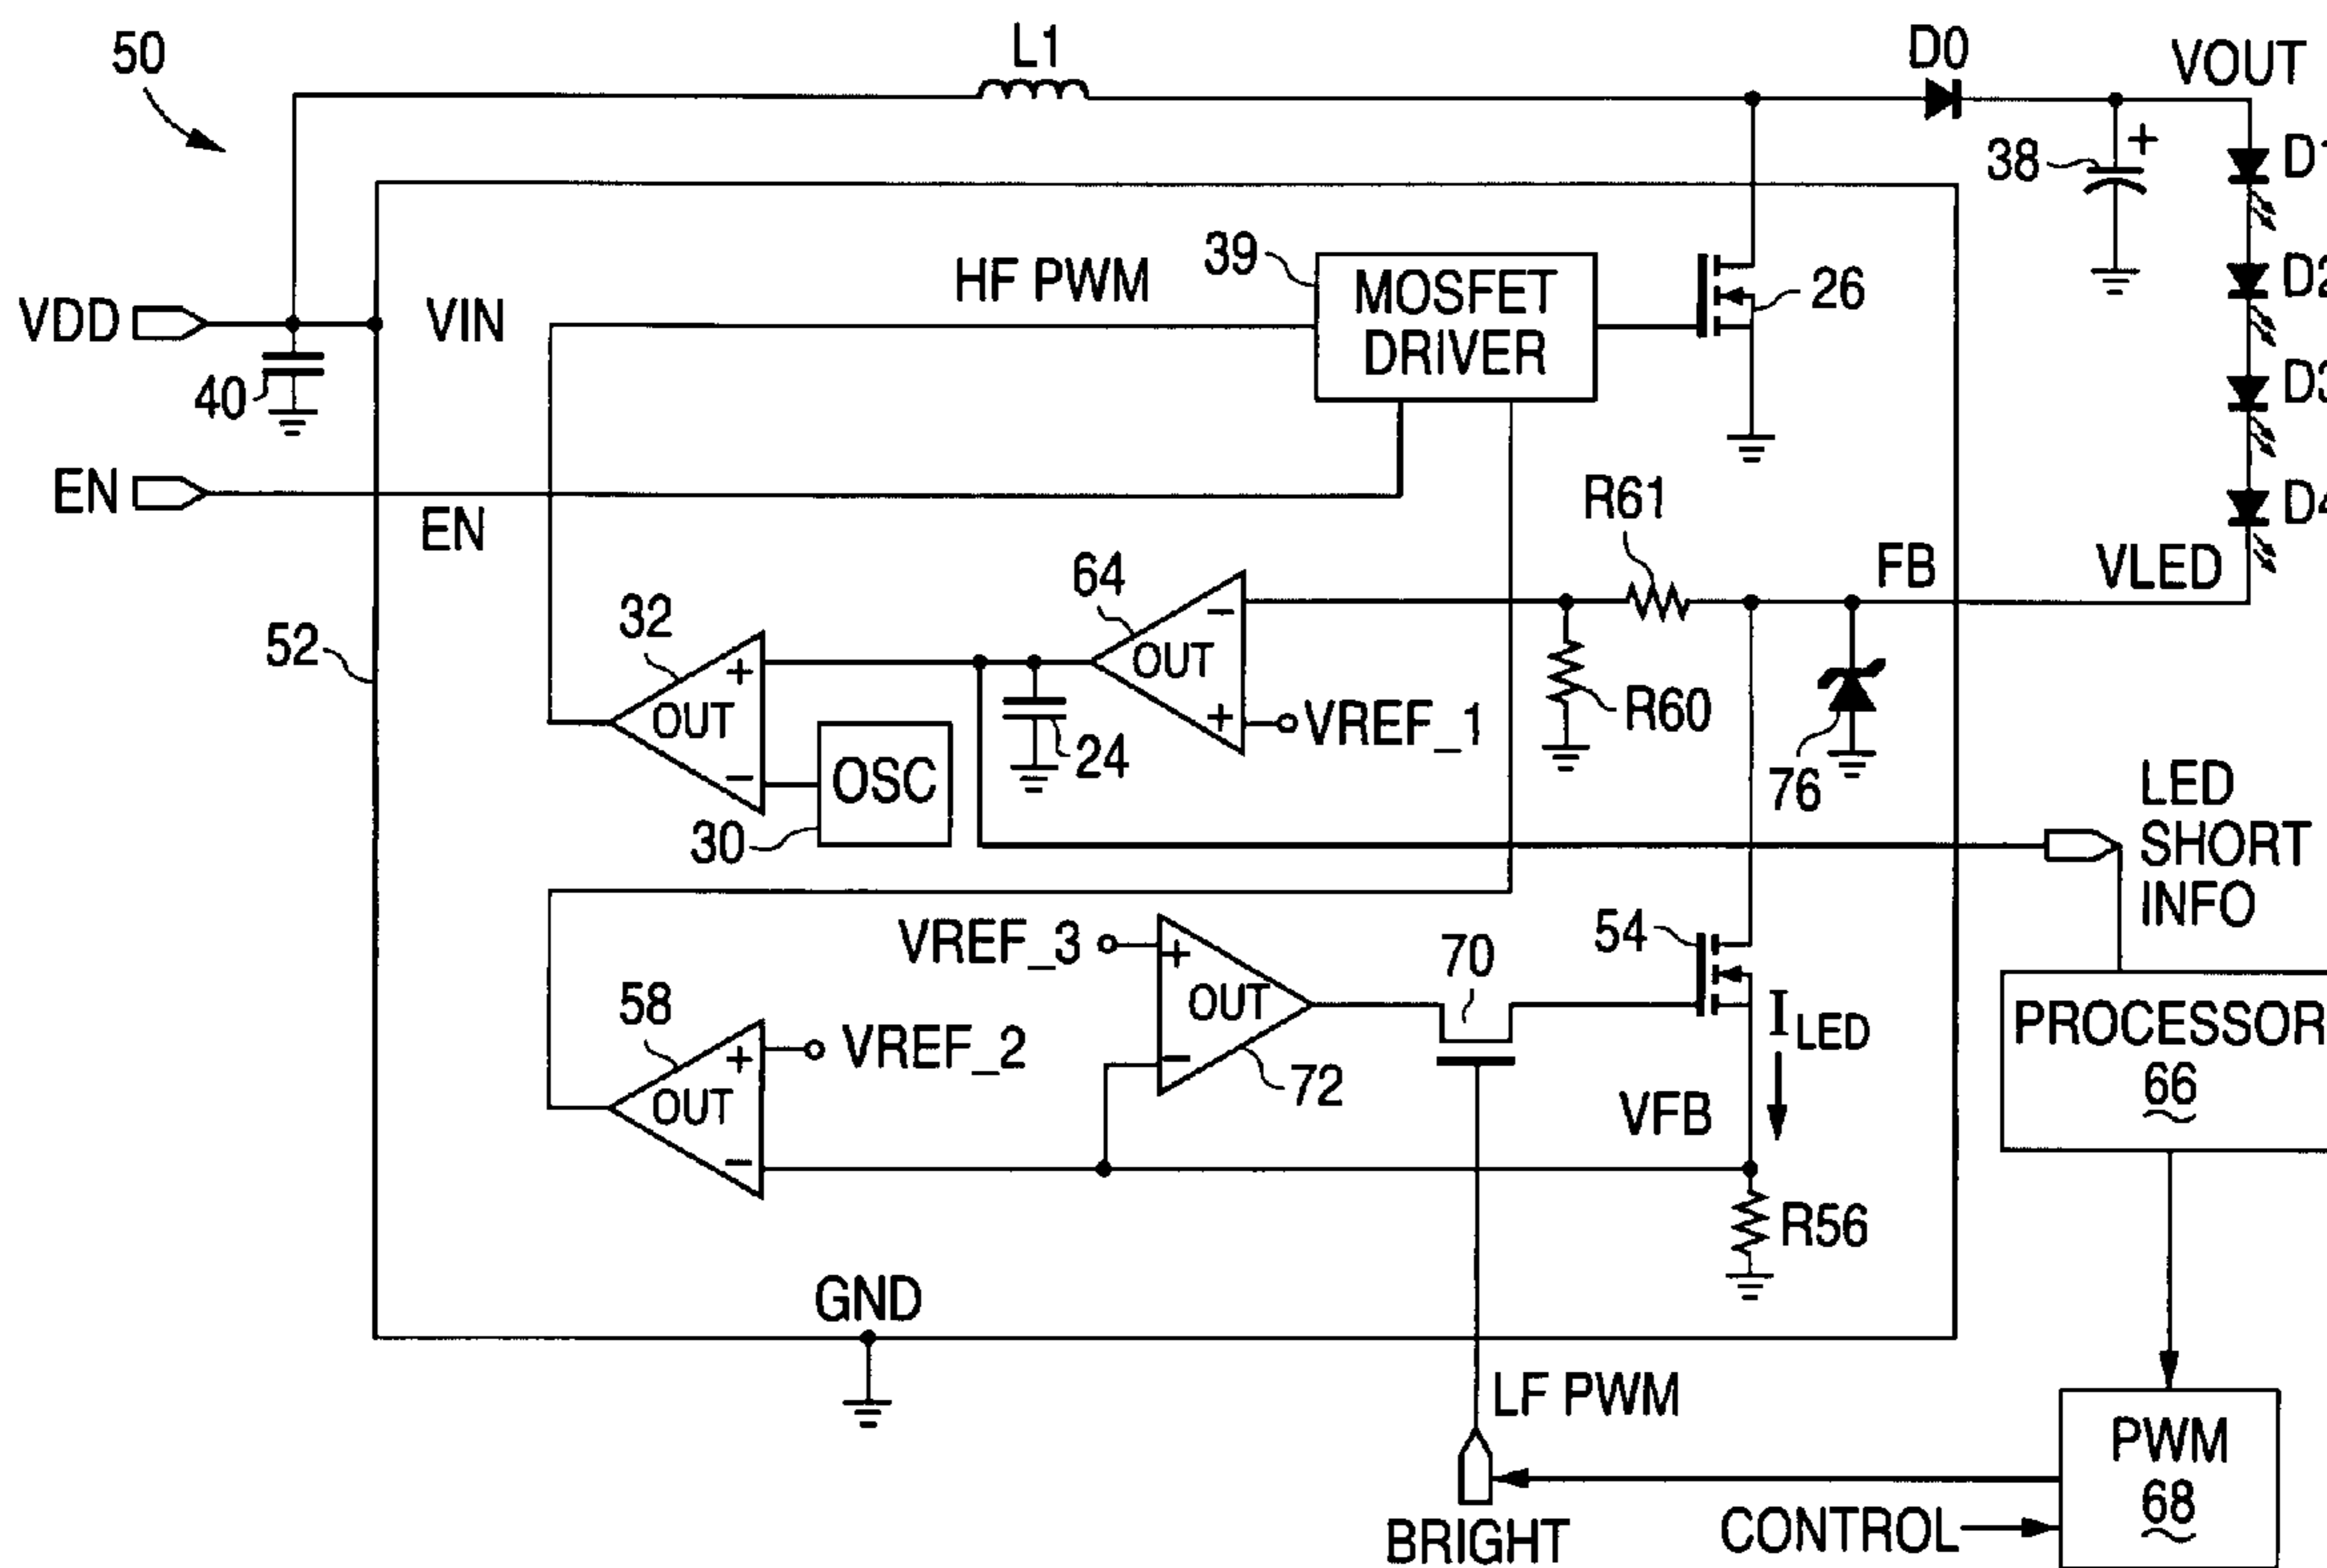 50
L1
D0
VOUT
38
+
D1
39
HF PWM
MOSFET
DRIVER
26
D2
VDD
VIN
40
D3
EN
EN
R61
D4
64
FB
VLED
32
52
OUT
+
OUT
−
+
VREF_1
R60
24
76
−
OSC
30
LED
SHORT
INFO
VREF_3
+
OUT
−
72
70
54
58
+
OUT
−
VREF_2
ILED
VFB
PROCESSOR
66
R56
GND
LF PWM
PWM
68
BRIGHT
CONTROL